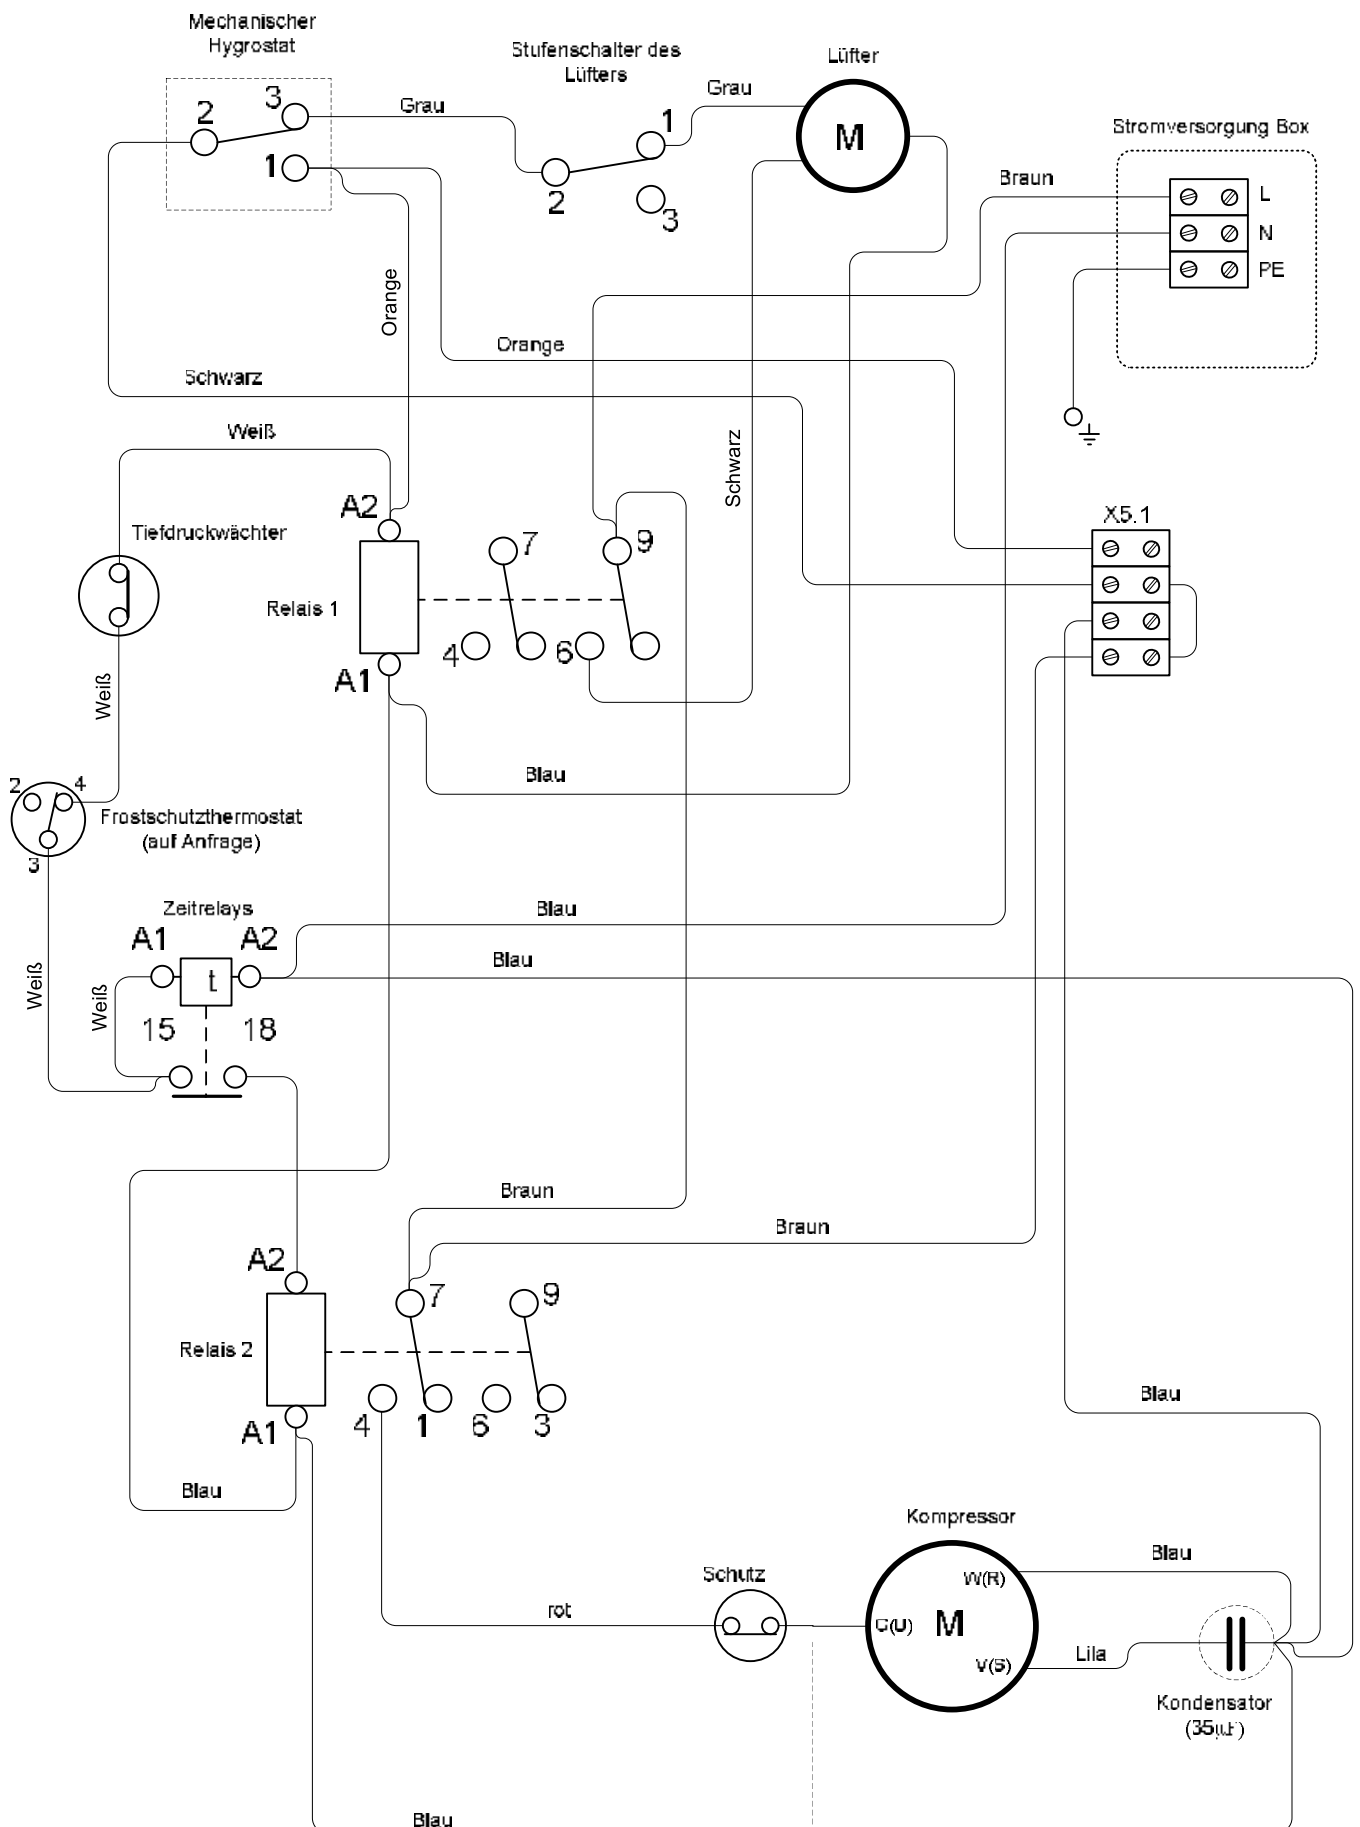 Mechanischer
Hygrostat
Stufenschalter des
Lüfters
Lüfter
3
2
1
Grau
1
2
3
Grau
M
Stromversorgung Box
Braun
L
N
PE
Orange
Orange
Schwarz
Weiß
Schwarz
A2
Tiefdruckwächter
7
9
X5.1
Relais 1
4
6
A1
Weiß
Blau
2
4
Frostschutzthermostat
(auf Anfrage)
3
Zeitrelays
Blau
A1
A2
Blau
t
Weiß
Weiß
15
18
Braun
Braun
A2
7
9
Relais 2
4
1
6
3
A1
Blau
Blau
Kompressor
Blau
Schutz
W(R)
rot
C(U)
M
V(S)
Lila
Kondensator
(35µF)
Blau